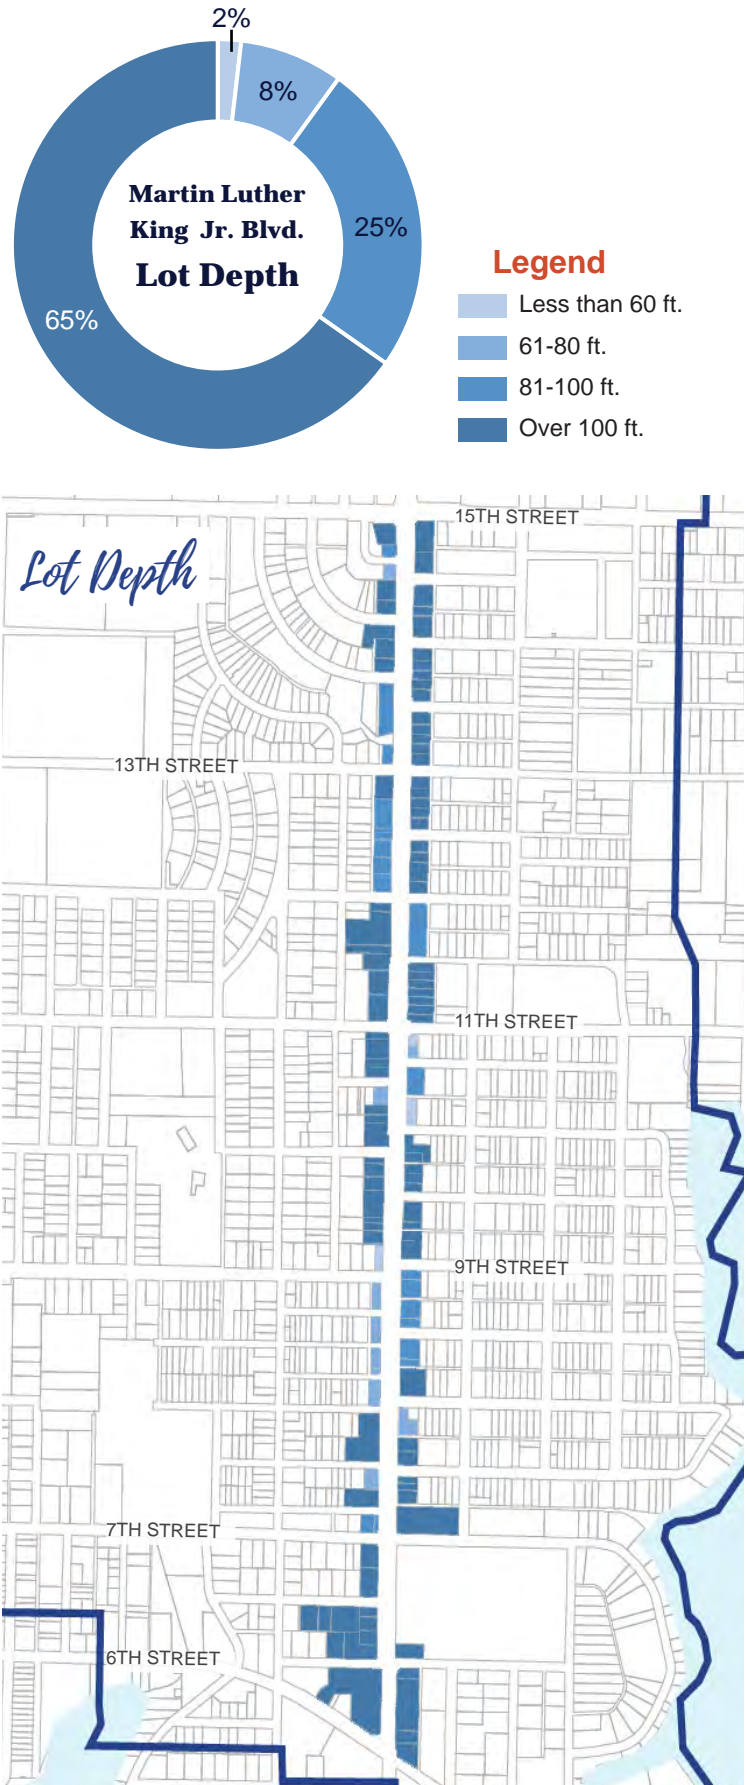 2%
8%
25%
65%
Martin Luther
King Jr. Blvd.
Lot Depth
Legend
Less than 60 ft.
61-80 ft.
81-100 ft.
Over 100 ft.
Lot Depth
15TH STREET
13TH STREET
11TH STREET
9TH STREET
7TH STREET
6TH STREET